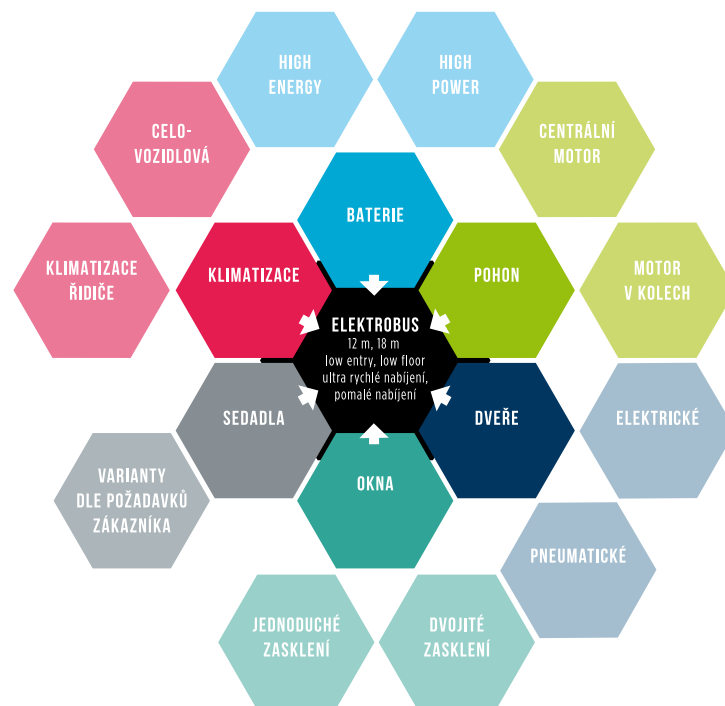 HIGH
ENERGY
HIGH
POWER
CELO-
VOZIDLOVÁ
CENTRÁLNÍ
MOTOR
BATERIE
KLIMATIZACE
ŘIDIČE
KLIMATIZACE
POHON
MOTOR
V KOLECH
ELEKTROBUS
12 m, 18 m
low entry, low floor
ultra rychlé nabíjení,
pomalé nabíjení
SEDADLA
DVEŘE
ELEKTRICKÉ
VARIANTY
DLE POŽADAVKŮ
ZÁKAZNÍKA
OKNA
PNEUMATICKÉ
JEDNODUCHÉ
ZASKLENÍ
DVOJITÉ
ZASKLENÍ